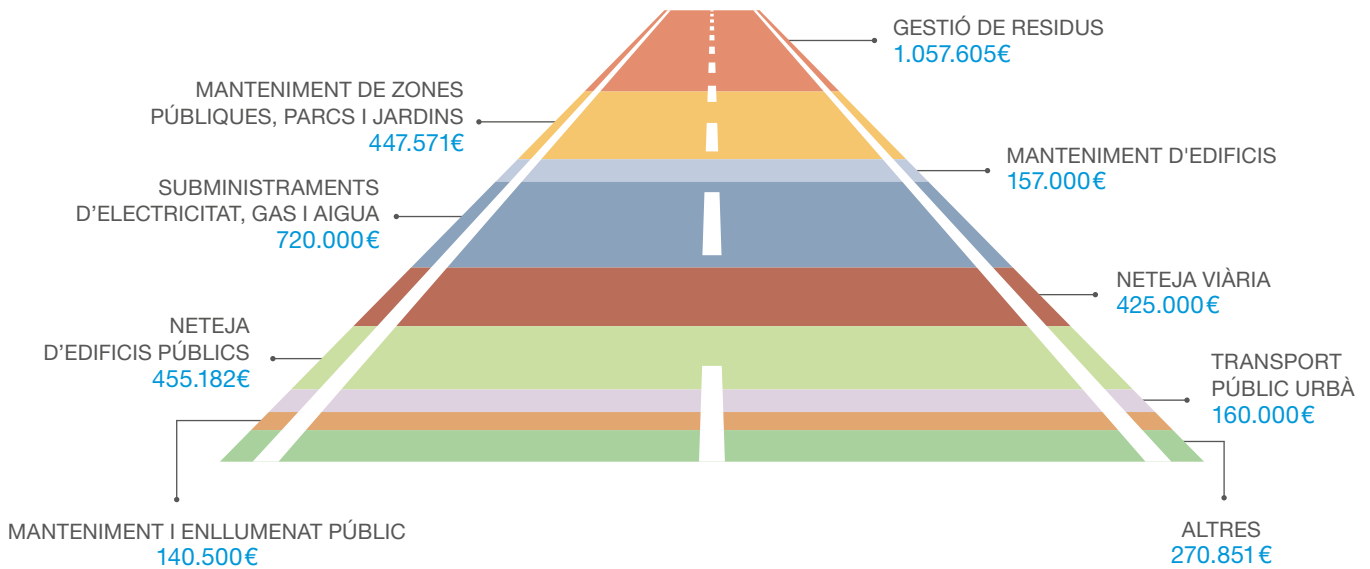 GESTIÓ DE RESIDUS
1.057.605€
MANTENIMENT DE ZONES
PÚBLIQUES, PARCS I JARDINS
447.571€
MANTENIMENT D'EDIFICIS
157.000€
SUBMINISTRAMENTS
D’ELECTRICITAT, GAS I AIGUA
720.000€
NETEJA VIÀRIA
425.000€
NETEJA
D’EDIFICIS PÚBLICS
455.182€
TRANSPORT
PÚBLIC URBÀ
160.000€
MANTENIMENT I ENLLUMENAT PÚBLIC
140.500€
ALTRES
270.851€